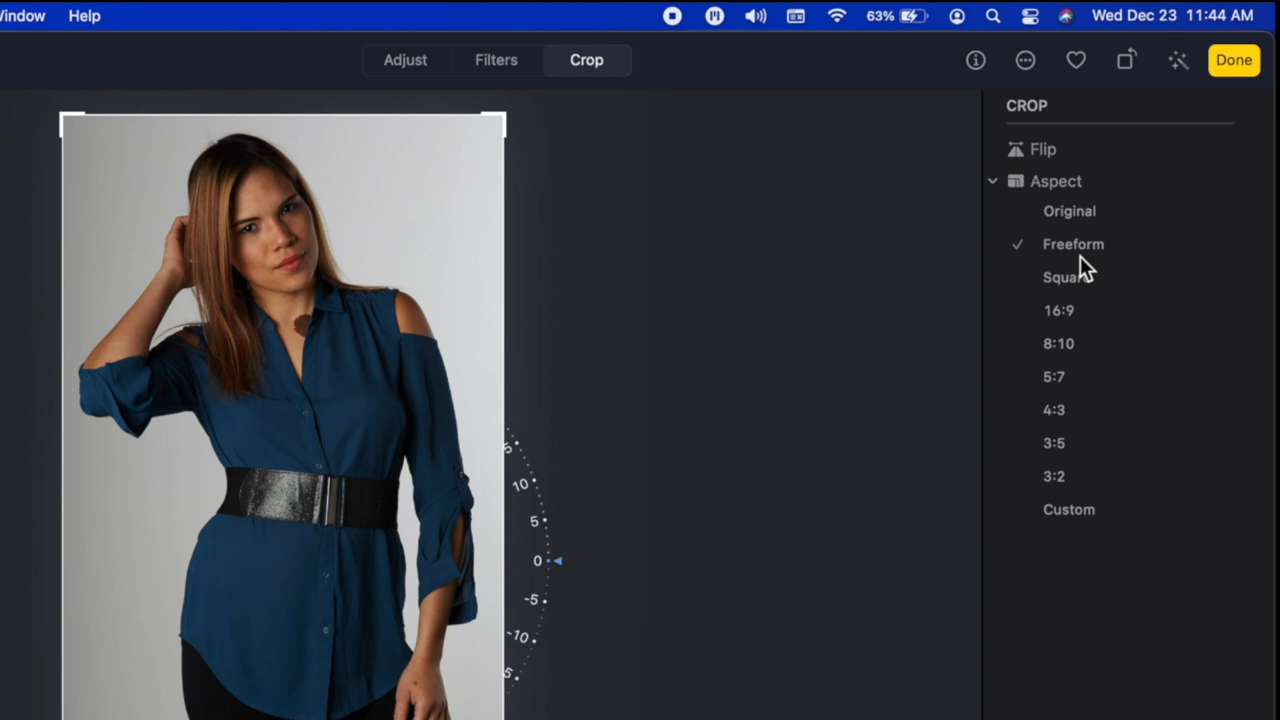 Window Help 63% Wed Dec 23 11:44 AM
Adjust Filters Crop Done
CROP
Flip
Aspect
Original
Freeform
Square
16:9
8:10
5:7
4:3
3:5
3:2
Custom
10
5
0
-5
-10